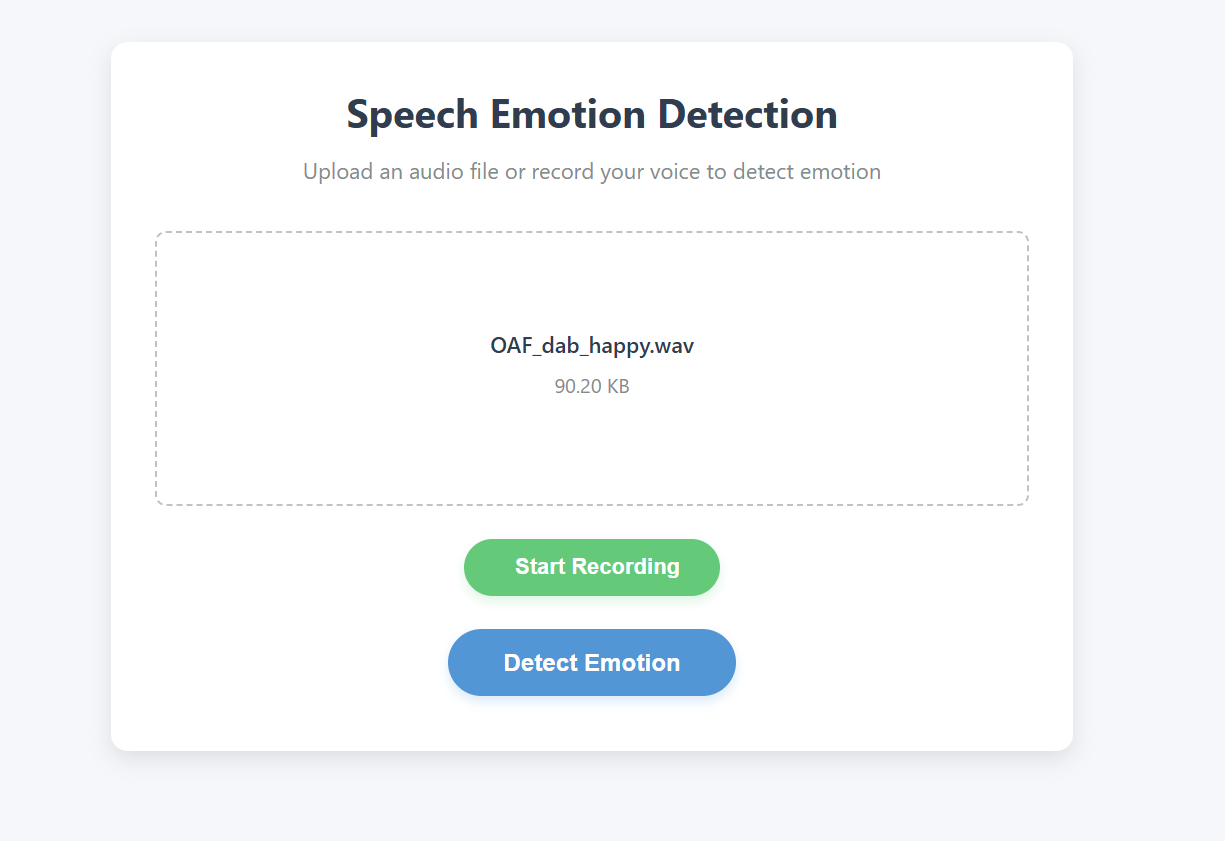 Speech Emotion Detection
Upload an audio file or record your voice to detect emotion
OAF_dab_happy.wav
90.20 KB
Start Recording
Detect Emotion